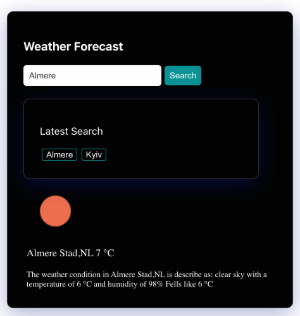 Weather Forecast
Almere
Search
Latest Search
Almere
Kyiv
Almere Stad,NL 7 °C
The weather condition in Almere Stad,NL is describe as: clear sky with a
temperature of 6 °C and humidity of 98% Fells like 6 °C